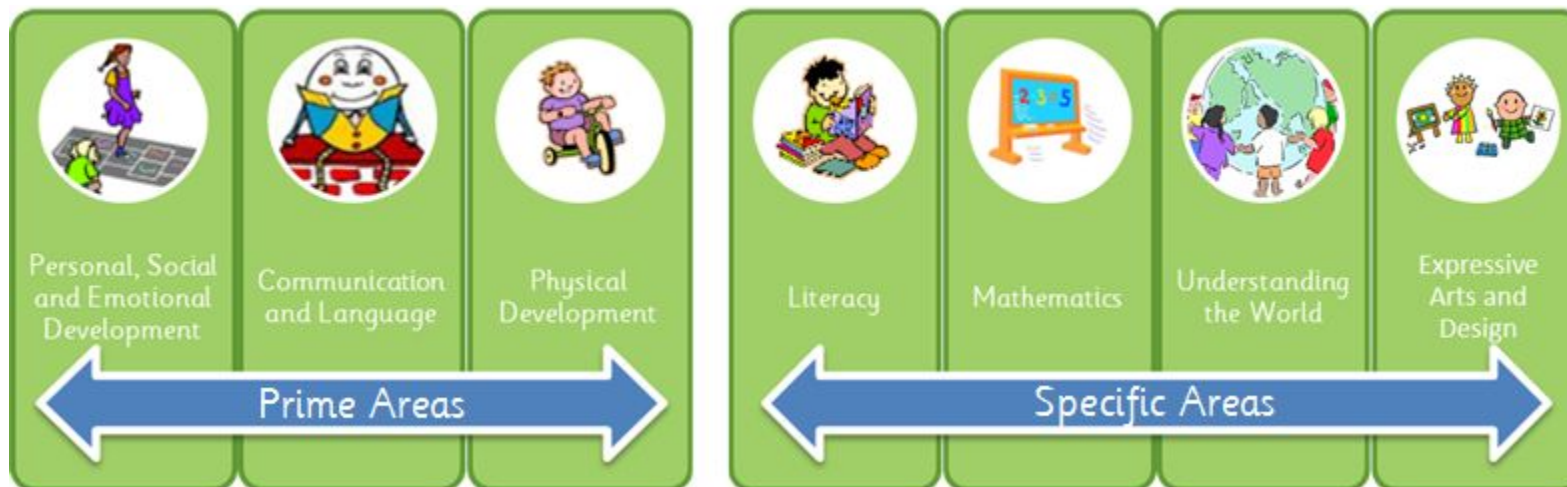 Personal, Social
and Emotional
Development
Communication
and Language
Physical
Development
Prime Areas
Literacy
Mathematics
Understanding
the World
Expressive
Arts and
Design
Specific Areas